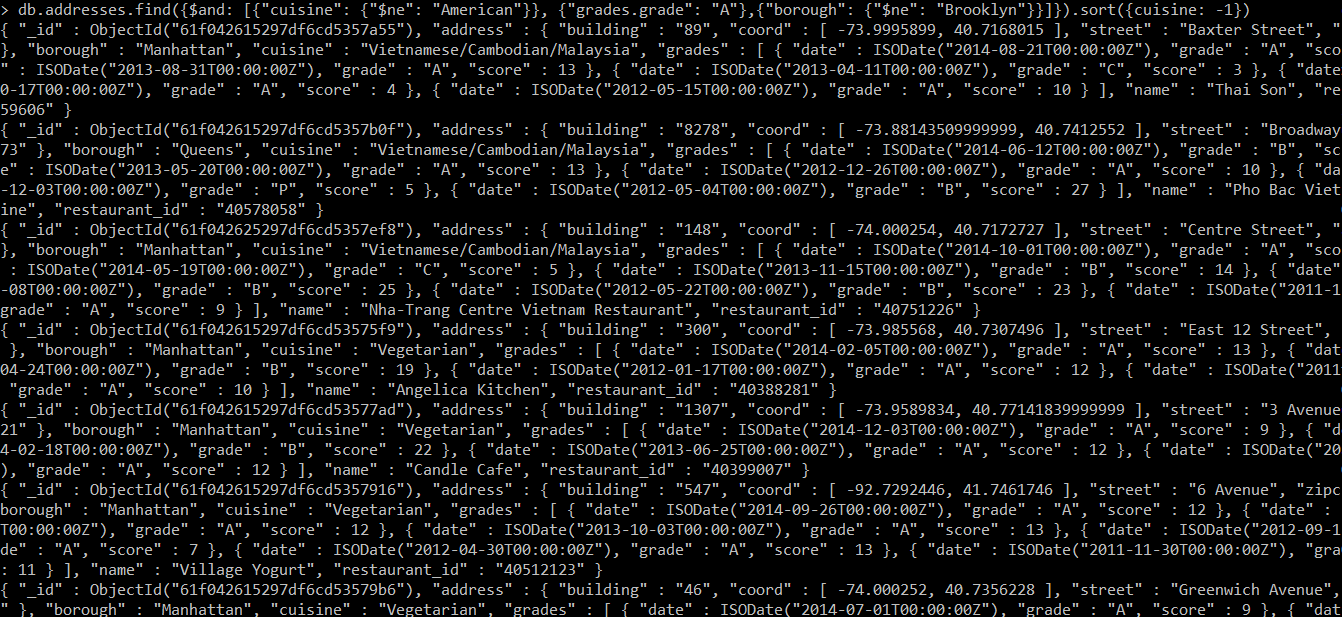 > db.addresses.find({$and: [{"cuisine": {"$ne": "American"}}, {"grades.grade": "A"},{"borough": {"$ne": "Brooklyn"}}]}).sort({cuisine: -1})
{ "_id" : ObjectId("61f042615297df6cd5357a55"), "address" : { "building" : "89", "coord" : [ -73.9995899, 40.7168015 ], "street" : "Baxter Street", "
}, "borough" : "Manhattan", "cuisine" : "Vietnamese/Cambodian/Malaysia", "grades" : [ { "date" : ISODate("2014-08-21T00:00:00Z"), "grade" : "A", "sco
" : ISODate("2013-08-31T00:00:00Z"), "grade" : "A", "score" : 13 }, { "date" : ISODate("2013-04-11T00:00:00Z"), "grade" : "C", "score" : 3 }, { "date
0-17T00:00:00Z"), "grade" : "A", "score" : 4 }, { "date" : ISODate("2012-05-15T00:00:00Z"), "grade" : "A", "score" : 10 } ], "name" : "Thai Son", "re
59606" }
{ "_id" : ObjectId("61f042615297df6cd5357b0f"), "address" : { "building" : "8278", "coord" : [ -73.88143509999999, 40.7412552 ], "street" : "Broadway
73" }, "borough" : "Queens", "cuisine" : "Vietnamese/Cambodian/Malaysia", "grades" : [ { "date" : ISODate("2014-06-12T00:00:00Z"), "grade" : "B", "sc
e" : ISODate("2013-05-20T00:00:00Z"), "grade" : "A", "score" : 13 }, { "date" : ISODate("2012-12-26T00:00:00Z"), "grade" : "A", "score" : 10 }, { "da
-12-03T00:00:00Z"), "grade" : "P", "score" : 5 }, { "date" : ISODate("2012-05-04T00:00:00Z"), "grade" : "B", "score" : 27 } ], "name" : "Pho Bac Viet
ine", "restaurant_id" : "40578058" }
{ "_id" : ObjectId("61f042625297df6cd5357ef8"), "address" : { "building" : "148", "coord" : [ -74.000254, 40.7172727 ], "street" : "Centre Street", "
}, "borough" : "Manhattan", "cuisine" : "Vietnamese/Cambodian/Malaysia", "grades" : [ { "date" : ISODate("2014-10-01T00:00:00Z"), "grade" : "A", "sco
 : ISODate("2014-05-19T00:00:00Z"), "grade" : "C", "score" : 5 }, { "date" : ISODate("2013-11-15T00:00:00Z"), "grade" : "B", "score" : 14 }, { "date"
-08T00:00:00Z"), "grade" : "B", "score" : 25 }, { "date" : ISODate("2012-05-22T00:00:00Z"), "grade" : "B", "score" : 23 }, { "date" : ISODate("2011-1
grade" : "A", "score" : 9 } ], "name" : "Nha-Trang Centre Vietnam Restaurant", "restaurant_id" : "40751226" }
{ "_id" : ObjectId("61f042615297df6cd53575f9"), "address" : { "building" : "300", "coord" : [ -73.985568, 40.7307496 ], "street" : "East 12 Street",
 }, "borough" : "Manhattan", "cuisine" : "Vegetarian", "grades" : [ { "date" : ISODate("2014-02-05T00:00:00Z"), "grade" : "A", "score" : 13 }, { "dat
04-24T00:00:00Z"), "grade" : "B", "score" : 19 }, { "date" : ISODate("2012-01-17T00:00:00Z"), "grade" : "A", "score" : 12 }, { "date" : ISODate("2011
 "grade" : "A", "score" : 10 } ], "name" : "Angelica Kitchen", "restaurant_id" : "40388281" }
{ "_id" : ObjectId("61f042615297df6cd53577ad"), "address" : { "building" : "1307", "coord" : [ -73.9589834, 40.77141839999999 ], "street" : "3 Avenue
21" }, "borough" : "Manhattan", "cuisine" : "Vegetarian", "grades" : [ { "date" : ISODate("2014-12-03T00:00:00Z"), "grade" : "A", "score" : 9 }, { "d
4-02-18T00:00:00Z"), "grade" : "B", "score" : 22 }, { "date" : ISODate("2013-06-25T00:00:00Z"), "grade" : "A", "score" : 12 }, { "date" : ISODate("20
), "grade" : "A", "score" : 12 } ], "name" : "Candle Cafe", "restaurant_id" : "40399007" }
{ "_id" : ObjectId("61f042615297df6cd5357916"), "address" : { "building" : "547", "coord" : [ -92.7292446, 41.7461746 ], "street" : "6 Avenue", "zipc
borough" : "Manhattan", "cuisine" : "Vegetarian", "grades" : [ { "date" : ISODate("2014-09-26T00:00:00Z"), "grade" : "A", "score" : 12 }, { "date" :
T00:00:00Z"), "grade" : "A", "score" : 12 }, { "date" : ISODate("2013-10-03T00:00:00Z"), "grade" : "A", "score" : 13 }, { "date" : ISODate("2012-09-1
de" : "A", "score" : 7 }, { "date" : ISODate("2012-04-30T00:00:00Z"), "grade" : "A", "score" : 13 }, { "date" : ISODate("2011-11-30T00:00:00Z"), "gra
: 11 } ], "name" : "Village Yogurt", "restaurant_id" : "40512123" }
{ "_id" : ObjectId("61f042615297df6cd53579b6"), "address" : { "building" : "46", "coord" : [ -74.000252, 40.7356228 ], "street" : "Greenwich Avenue",
" }, "borough" : "Manhattan", "cuisine" : "Vegetarian", "grades" : [ { "date" : ISODate("2014-07-01T00:00:00Z"), "grade" : "A", "score" : 9 }, { "dat